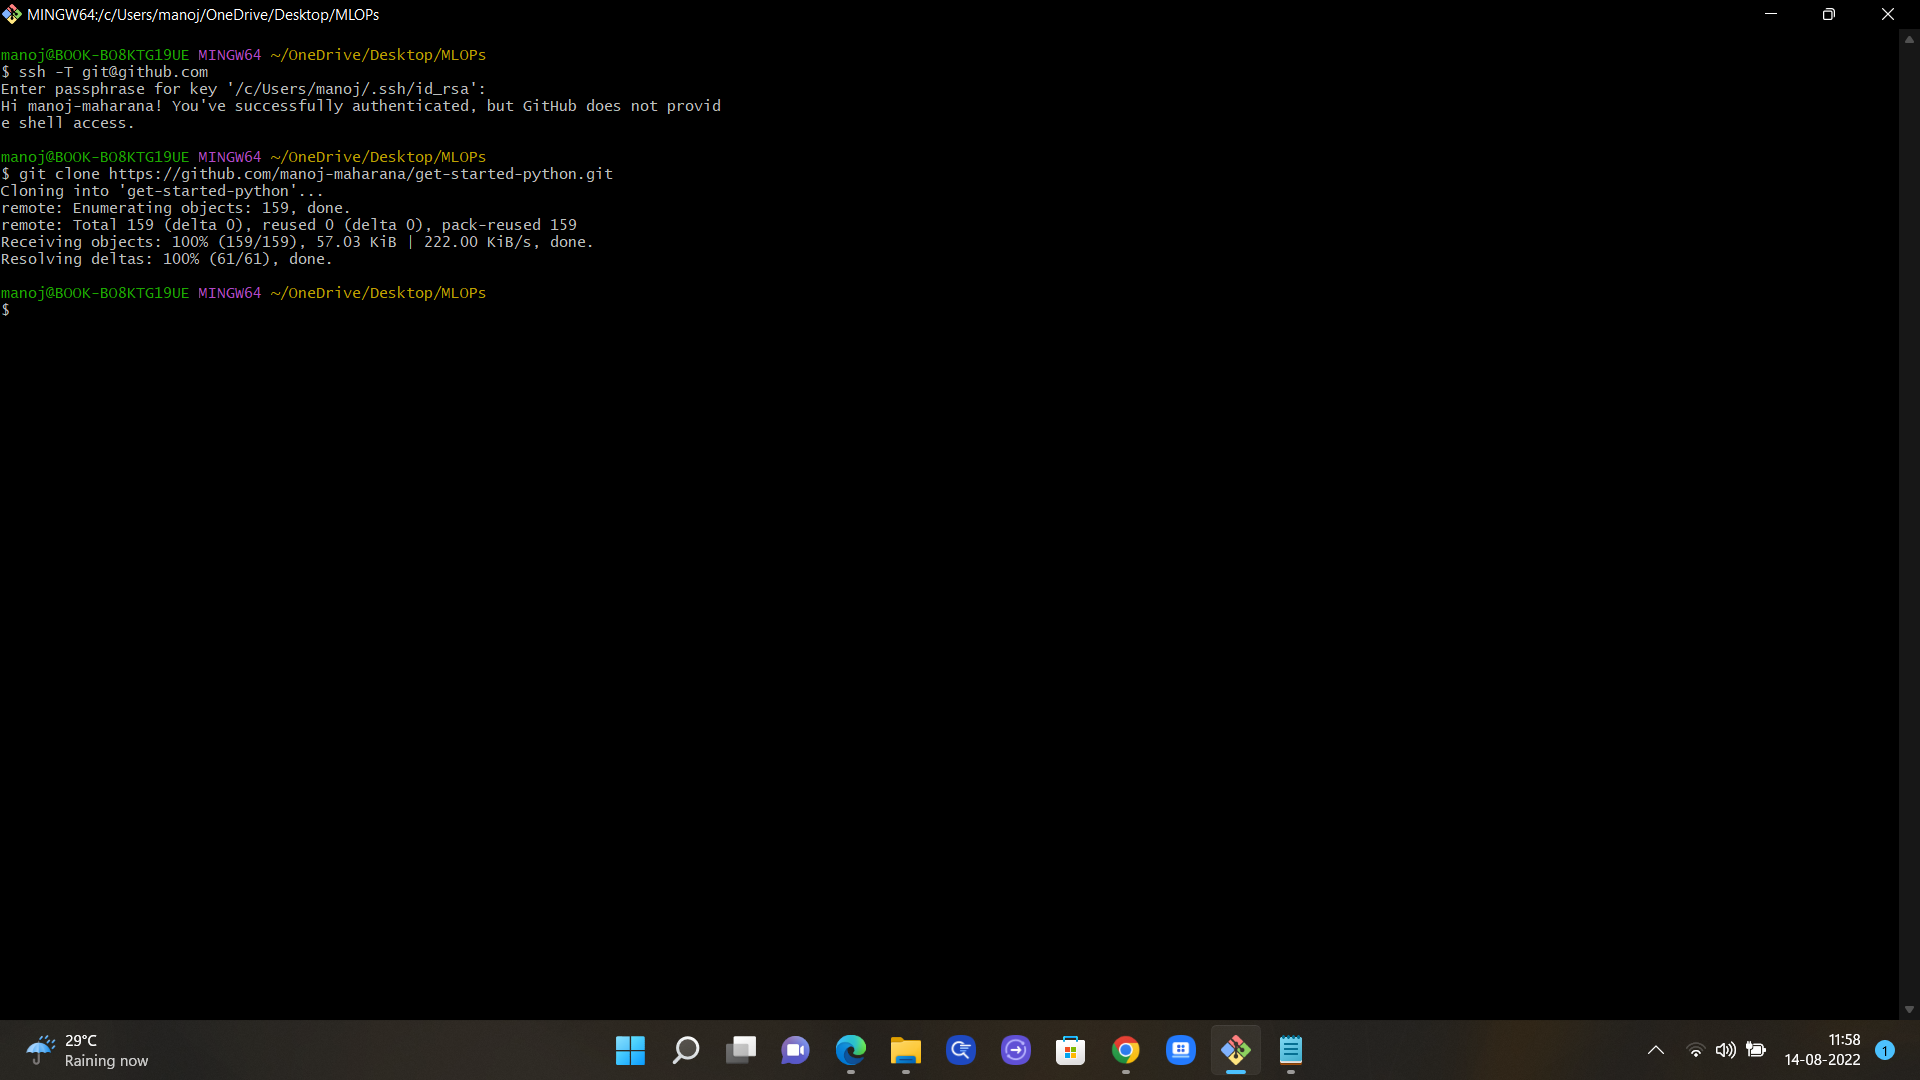 MINGW64:/c/Users/manoj/OneDrive/Desktop/MLOPs
manoj@BOOK-BO8KTG19UE MINGW64 ~/OneDrive/Desktop/MLOPs
$ ssh -T git@github.com
Enter passphrase for key '/c/Users/manoj/.ssh/id_rsa':
Hi manoj-maharana! You've successfully authenticated, but GitHub does not provid
e shell access.
manoj@BOOK-BO8KTG19UE MINGW64 ~/OneDrive/Desktop/MLOPs
$ git clone https://github.com/manoj-maharana/get-started-python.git
Cloning into 'get-started-python'...
remote: Enumerating objects: 159, done.
remote: Total 159 (delta 0), reused 0 (delta 0), pack-reused 159
Receiving objects: 100% (159/159), 57.03 KiB | 222.00 KiB/s, done.
Resolving deltas: 100% (61/61), done.
manoj@BOOK-BO8KTG19UE MINGW64 ~/OneDrive/Desktop/MLOPs
$
29°C
Raining now
11:58
14-08-2022
1